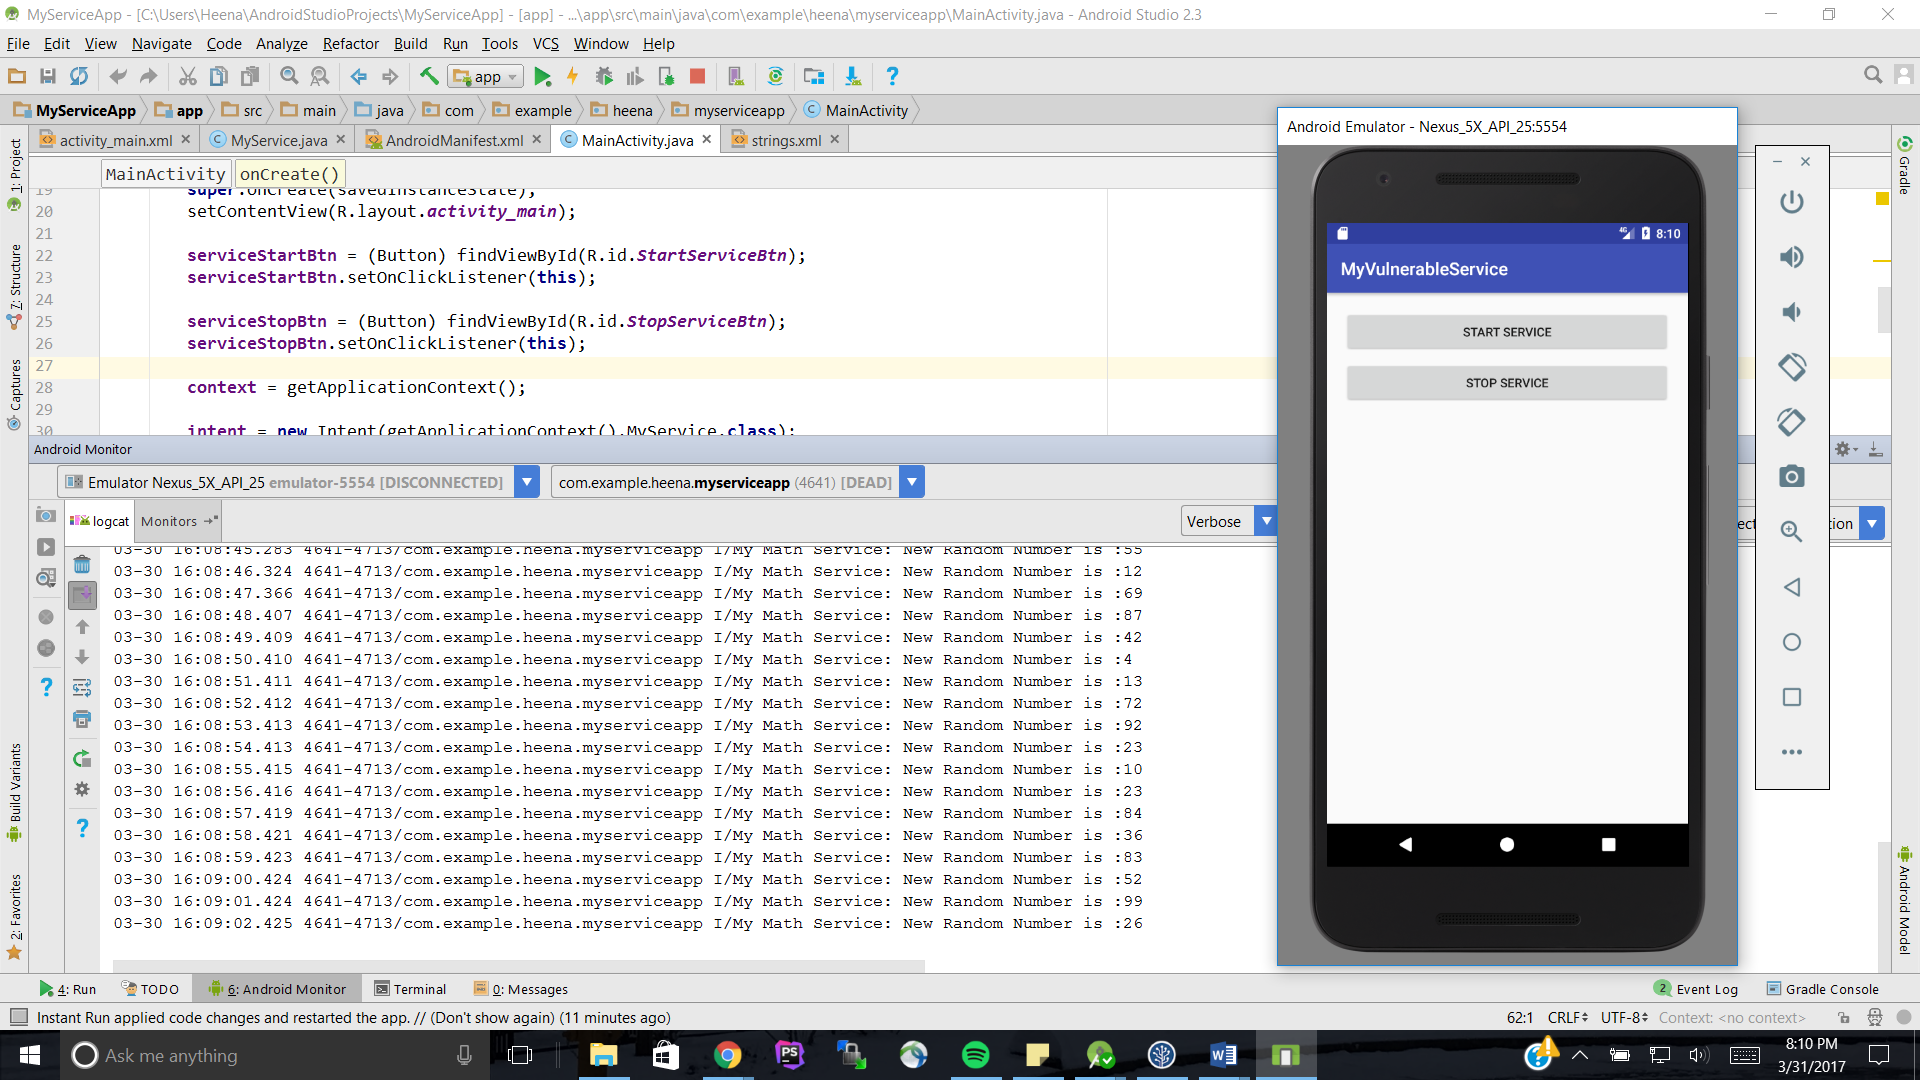 MyServiceApp - [C:\Users\Heena\AndroidStudioProjects\MyServiceApp] - [app] - ...\app\src\main\java\com\example\heena\myserviceapp\MainActivity.java - Android Studio 2.3
File Edit View Navigate Code Analyze Refactor Build Run Tools VCS Window Help
app
MyServiceApp app src main java com example heena myserviceapp MainActivity
activity_main.xml MyService.java AndroidManifest.xml MainActivity.java strings.xml
MainActivity onCreate()
19 super.onCreate(savedInstanceState);
20 setContentView(R.layout.activity_main);
21
22 serviceStartBtn = (Button) findViewById(R.id.StartServiceBtn);
23 serviceStartBtn.setOnClickListener(this);
24
25 serviceStopBtn = (Button) findViewById(R.id.StopServiceBtn);
26 serviceStopBtn.setOnClickListener(this);
27
28 context = getApplicationContext();
29
30 intent = new Intent(getApplicationContext(),MyService.class);
1: Project
7: Structure
Captures
Build Variants
2: Favorites
Android Monitor
Emulator Nexus_5X_API_25 emulator-5554 [DISCONNECTED] com.example.heena.myserviceapp (4641) [DEAD]
logcat Monitors Verbose
03-30 16:08:45.283 4641-4713/com.example.heena.myserviceapp I/My Math Service: New Random Number is :55
03-30 16:08:46.324 4641-4713/com.example.heena.myserviceapp I/My Math Service: New Random Number is :12
03-30 16:08:47.366 4641-4713/com.example.heena.myserviceapp I/My Math Service: New Random Number is :69
03-30 16:08:48.407 4641-4713/com.example.heena.myserviceapp I/My Math Service: New Random Number is :87
03-30 16:08:49.409 4641-4713/com.example.heena.myserviceapp I/My Math Service: New Random Number is :42
03-30 16:08:50.410 4641-4713/com.example.heena.myserviceapp I/My Math Service: New Random Number is :4
03-30 16:08:51.411 4641-4713/com.example.heena.myserviceapp I/My Math Service: New Random Number is :13
03-30 16:08:52.412 4641-4713/com.example.heena.myserviceapp I/My Math Service: New Random Number is :72
03-30 16:08:53.413 4641-4713/com.example.heena.myserviceapp I/My Math Service: New Random Number is :92
03-30 16:08:54.413 4641-4713/com.example.heena.myserviceapp I/My Math Service: New Random Number is :23
03-30 16:08:55.415 4641-4713/com.example.heena.myserviceapp I/My Math Service: New Random Number is :10
03-30 16:08:56.416 4641-4713/com.example.heena.myserviceapp I/My Math Service: New Random Number is :23
03-30 16:08:57.419 4641-4713/com.example.heena.myserviceapp I/My Math Service: New Random Number is :84
03-30 16:08:58.421 4641-4713/com.example.heena.myserviceapp I/My Math Service: New Random Number is :36
03-30 16:08:59.423 4641-4713/com.example.heena.myserviceapp I/My Math Service: New Random Number is :83
03-30 16:09:00.424 4641-4713/com.example.heena.myserviceapp I/My Math Service: New Random Number is :52
03-30 16:09:01.424 4641-4713/com.example.heena.myserviceapp I/My Math Service: New Random Number is :99
03-30 16:09:02.425 4641-4713/com.example.heena.myserviceapp I/My Math Service: New Random Number is :26
Android Emulator - Nexus_5X_API_25:5554
4G 8:10
MyVulnerableService
START SERVICE
STOP SERVICE
Gradle
Android Model
4: Run TODO 6: Android Monitor Terminal 0: Messages 2 Event Log Gradle Console
Instant Run applied code changes and restarted the app. // (Don't show again) (11 minutes ago) 62:1 CRLF UTF-8 Context: <no context>
Ask me anything
PS
8:10 PM
3/31/2017